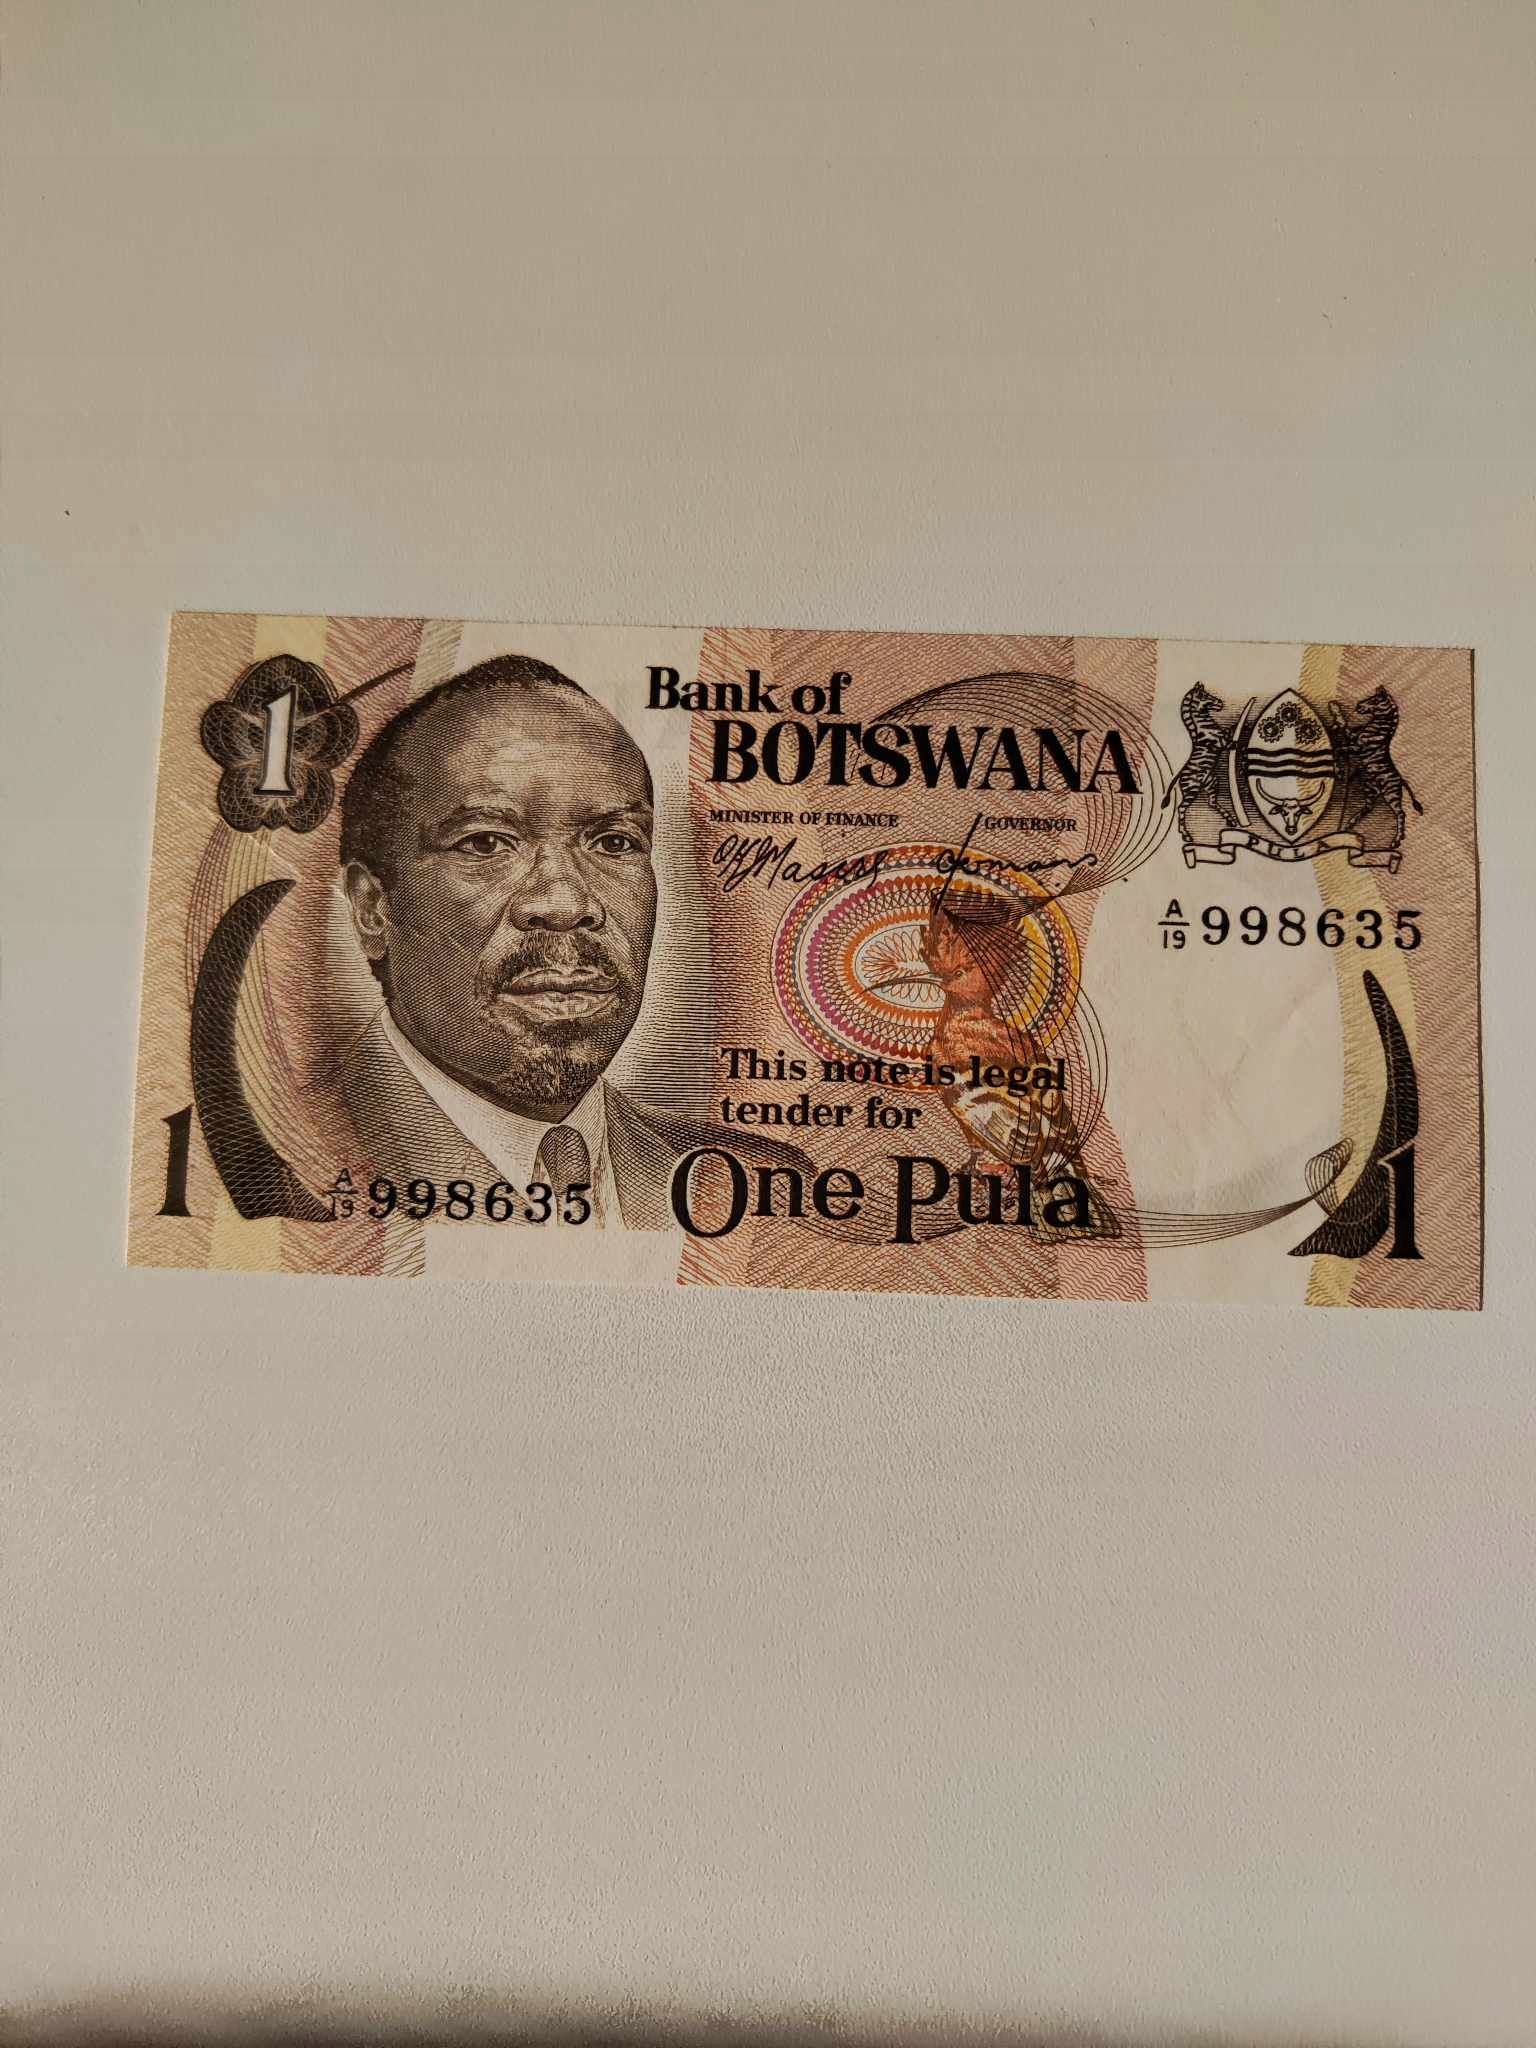 1
Bank of
BOTSWANA
MINISTER OF FINANCE
GOVERNOR
PULA
A/19 998635
This note is legal
tender for
One Pula
1
A/19 998635
1